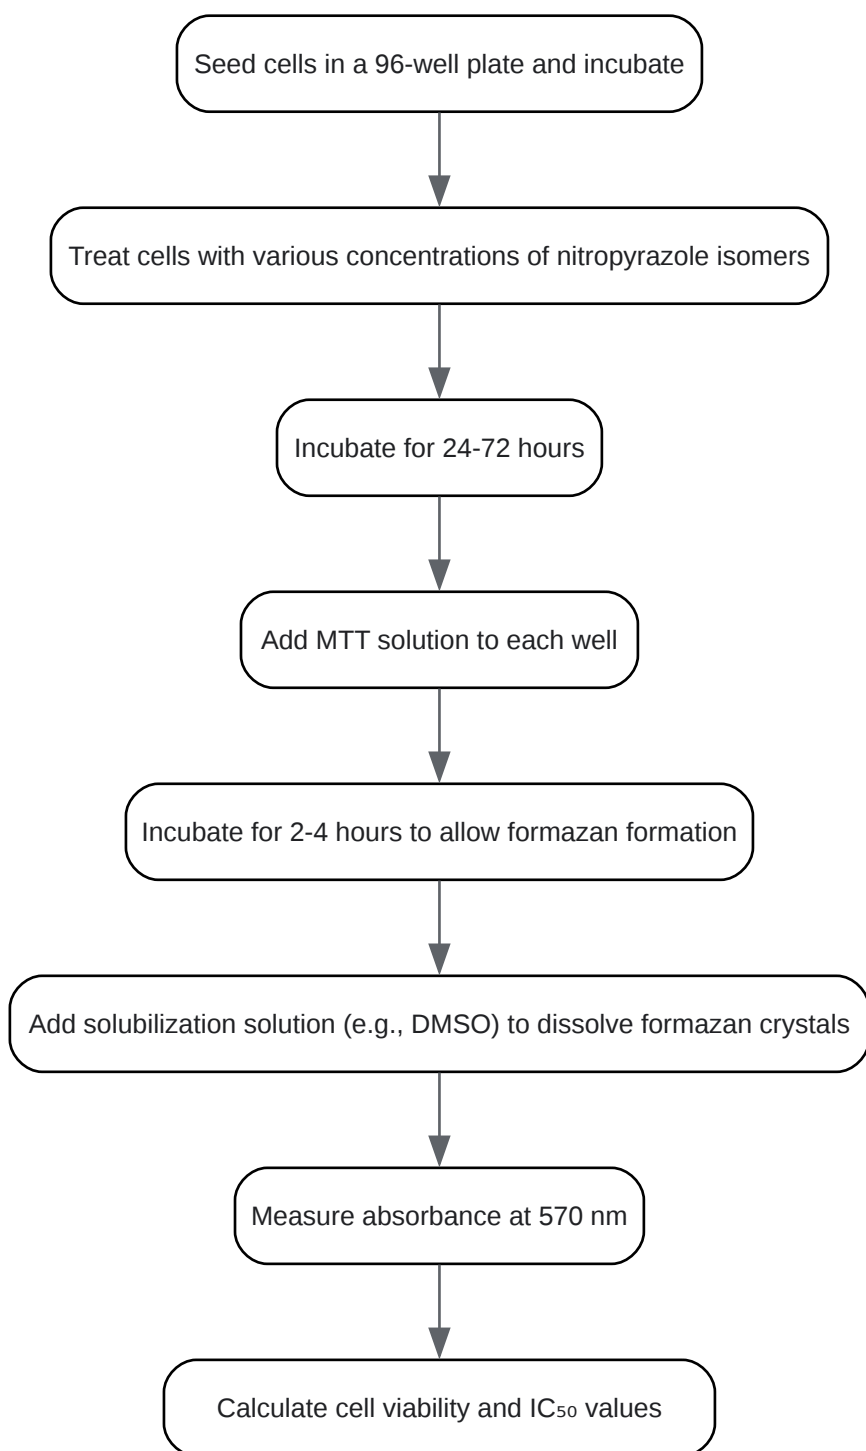 Seed cells in a 96-well plate and incubate
Treat cells with various concentrations of nitropyrazole isomers
Incubate for 24-72 hours
Add MTT solution to each well
Incubate for 2-4 hours to allow formazan formation
Add solubilization solution (e.g., DMSO) to dissolve formazan crystals
Measure absorbance at 570 nm
Calculate cell viability and IC₅₀ values